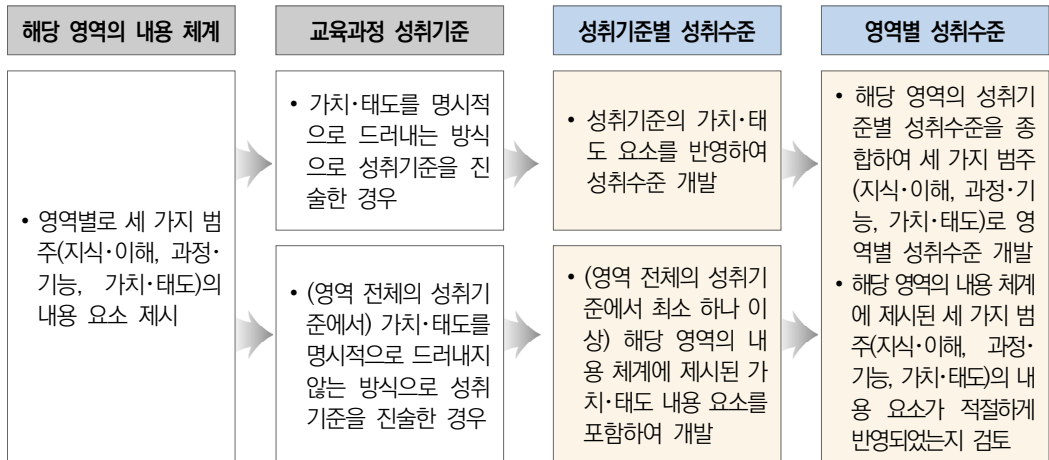 해당 영역의 내용 체계
교육과정 성취기준
성취기준별 성취수준
영역별 성취수준
• 영역별로 세 가지 범
주(지식·이해, 과정·
기능, 가치·태도)의
내용 요소 제시
• 가치·태도를 명시적
으로 드러내는 방식
으로 성취기준을 진
술한 경우
• (영역 전체의 성취기
준에서) 가치·태도를
명시적으로 드러내지
않는 방식으로 성취
기준을 진술한 경우
• 성취기준의 가치·태
도 요소를 반영하여
성취수준 개발
• (영역 전체의 성취기
준에서 최소 하나 이
상) 해당 영역의 내
용 체계에 제시된 가
치·태도 내용 요소를
포함하여 개발
• 해당 영역의 성취기
준별 성취수준을 종
합하여 세 가지 범주
(지식·이해, 과정·기
능, 가치·태도)로 영
역별 성취수준 개발
• 해당 영역의 내용 체계
에 제시된 세 가지 범
주(지식·이해, 과정·
기능, 가치·태도)의 내
용 요소가 적절하게
반영되었는지 검토